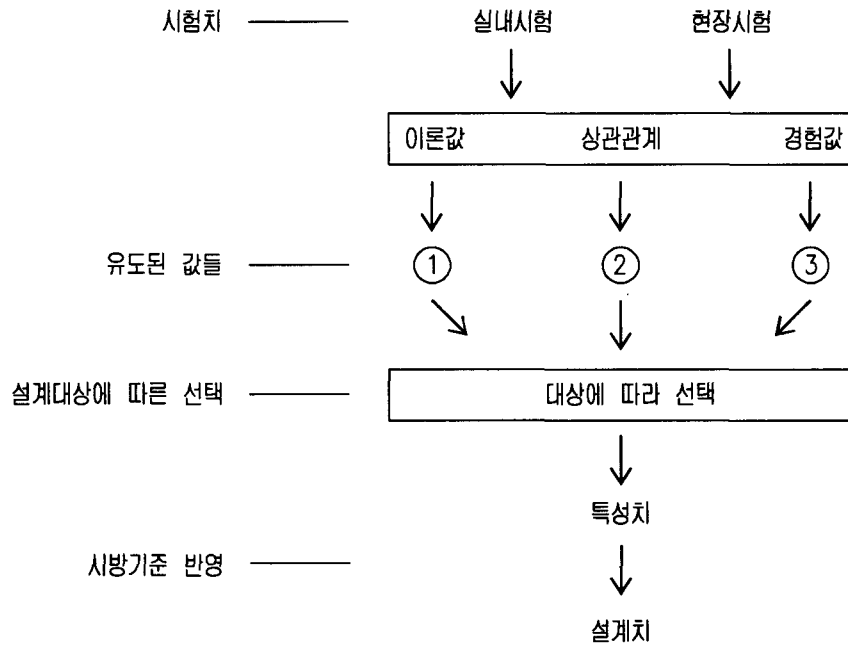 시험치 실내시험 현장시험
이론값 상관관계 경험값
유도된 값들 ① ② ③
설계대상에 따른 선택 대상에 따라 선택
특성치
시방기준 반영
설계치